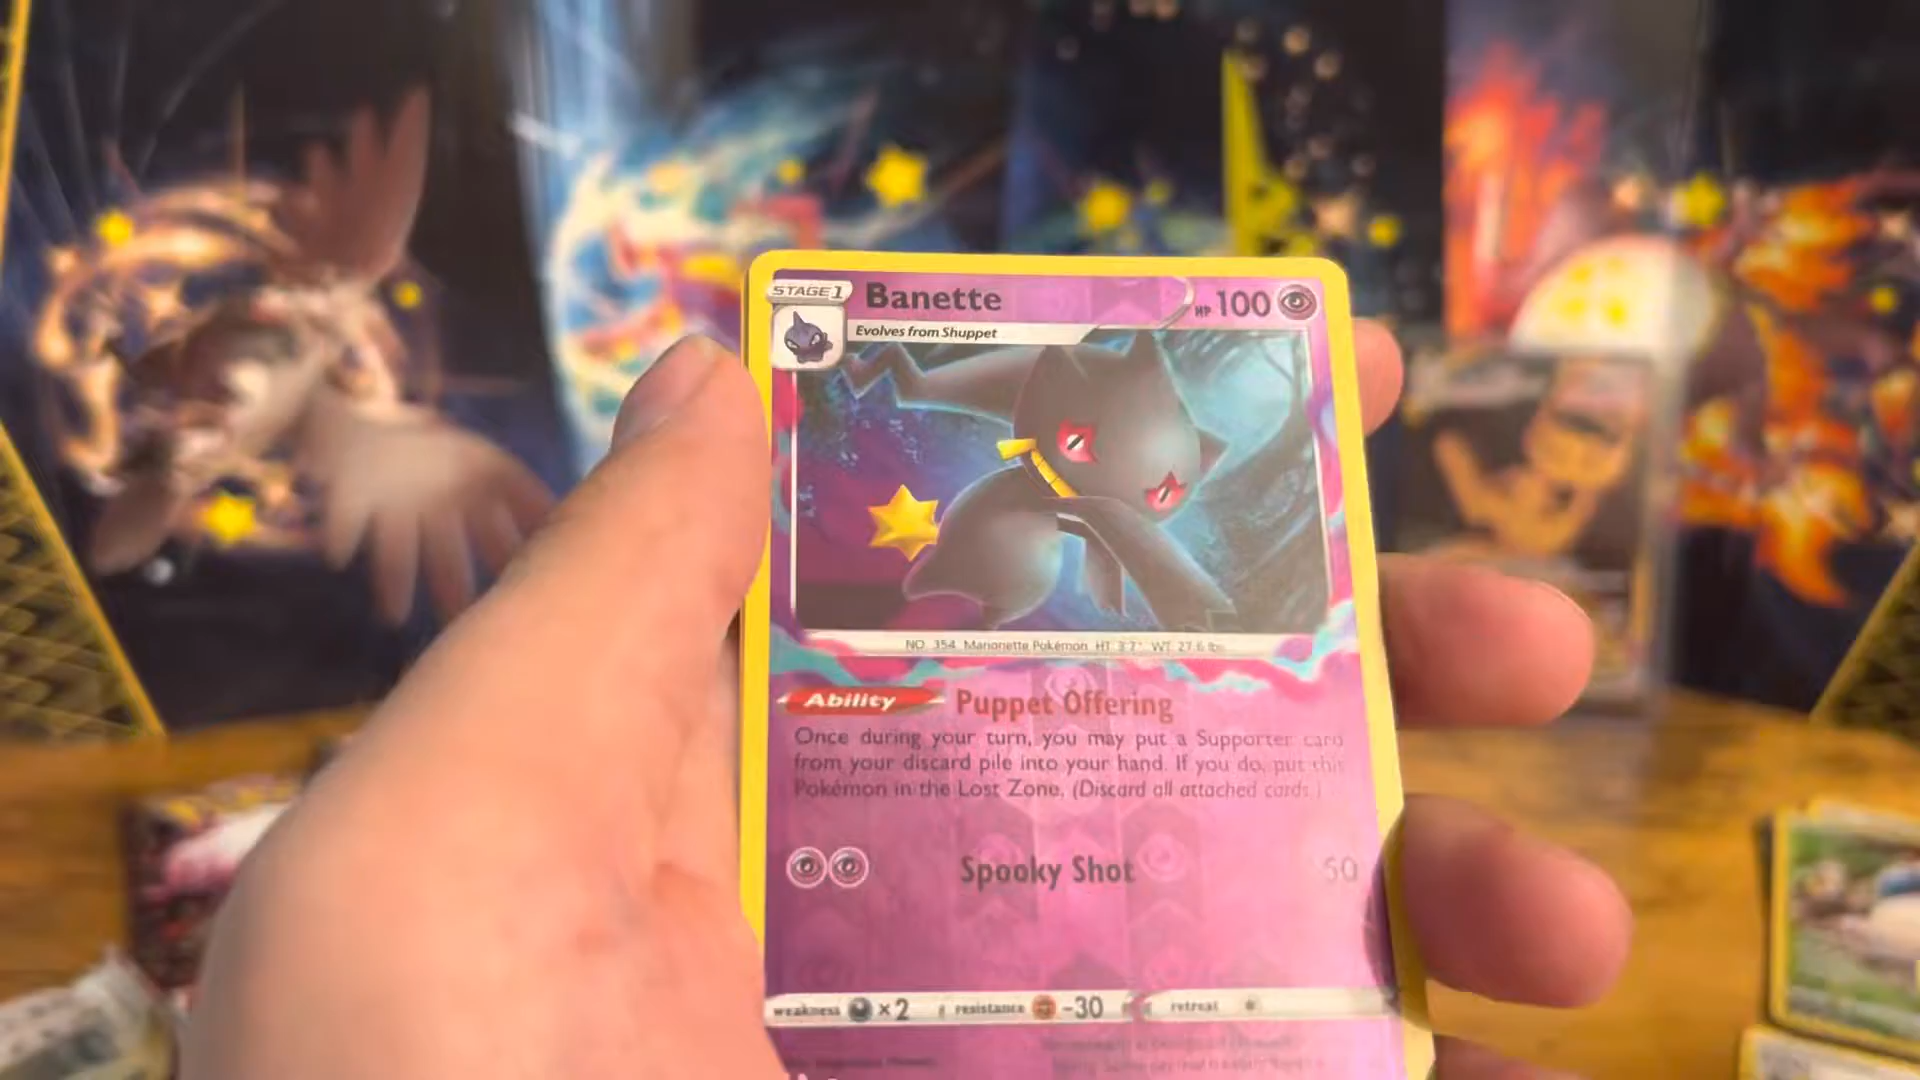 STAGE 1 Banette HP 100
Evolves from Shuppet
NO. 354 Marionette Pokémon HT 3'7" WT 27.6 lbs.
Ability Puppet Offering
Once during your turn, you may put a Supporter card
from your discard pile into your hand. If you do, put this
Pokémon in the Lost Zone. (Discard all attached cards.)
Spooky Shot 50
weakness ×2 resistance -30 retreat